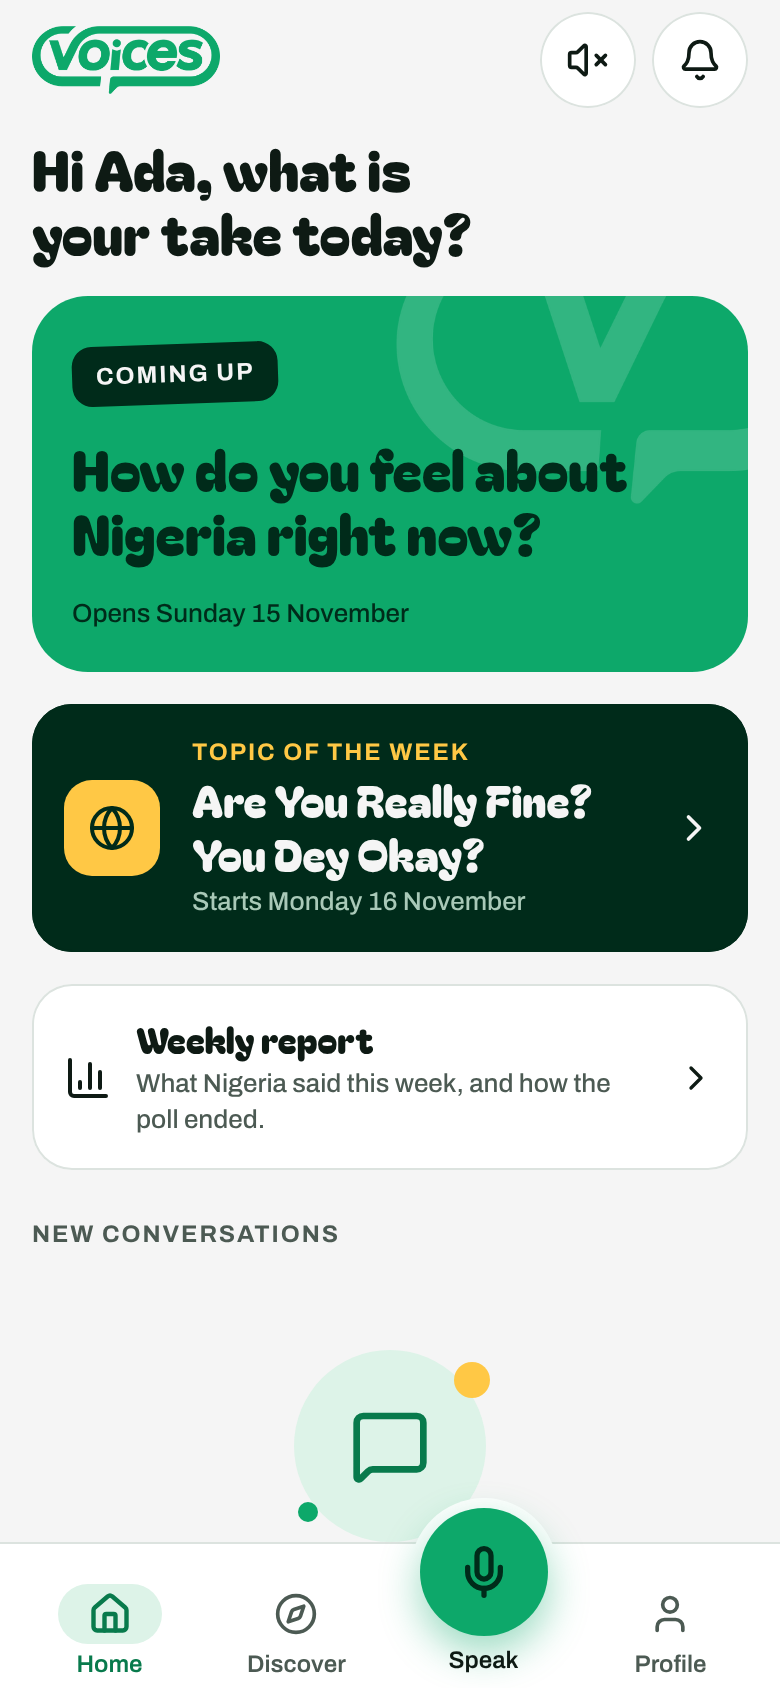 Voices
Hi Ada, what is
your take today?
COMING UP
How do you feel about
Nigeria right now?
Opens Sunday 15 November
TOPIC OF THE WEEK
Are You Really Fine?
You Dey Okay?
Starts Monday 16 November
Weekly report
What Nigeria said this week, and how the
poll ended.
NEW CONVERSATIONS
Home
Discover
Speak
Profile